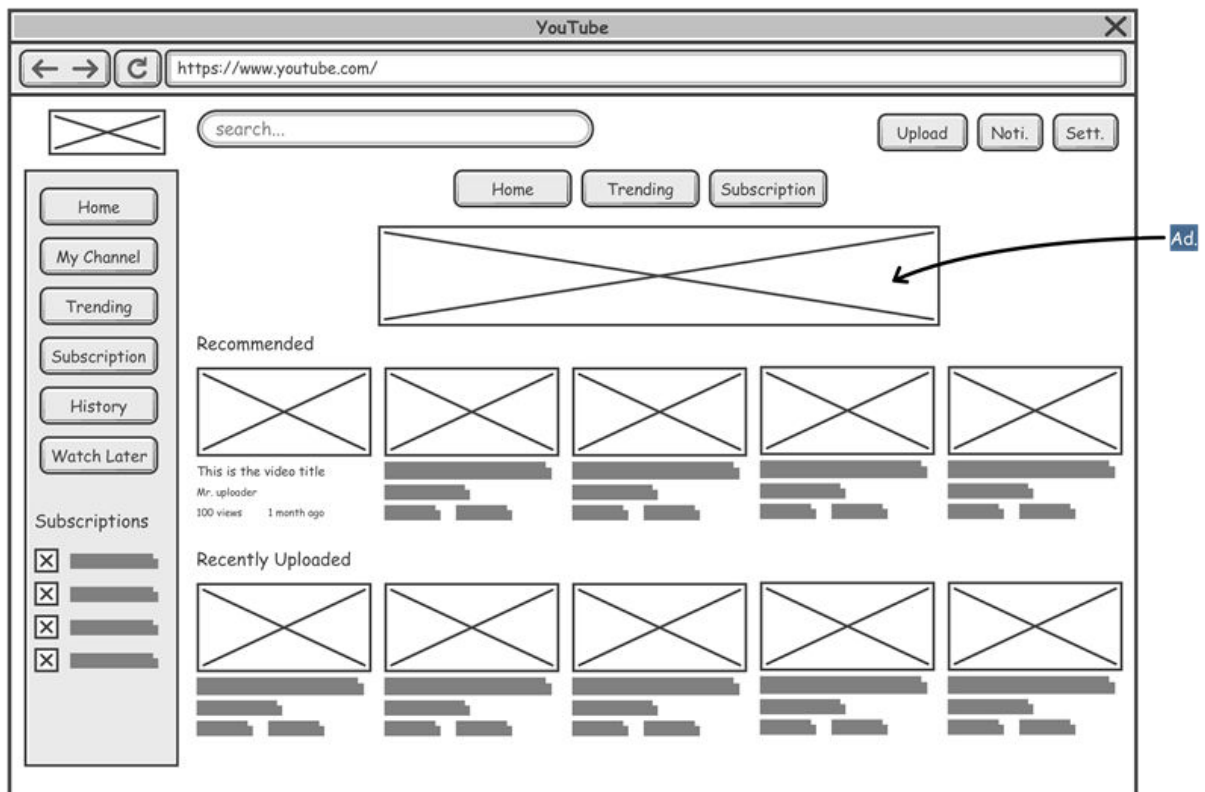 YouTube
https://www.youtube.com/
search...
Upload
Noti.
Sett.
Home
Trending
Subscription
Ad.
Home
My Channel
Trending
Subscription
History
Watch Later
Subscriptions
Recommended
This is the video title
Mr. uploader
100 views 1 month ago
Recently Uploaded